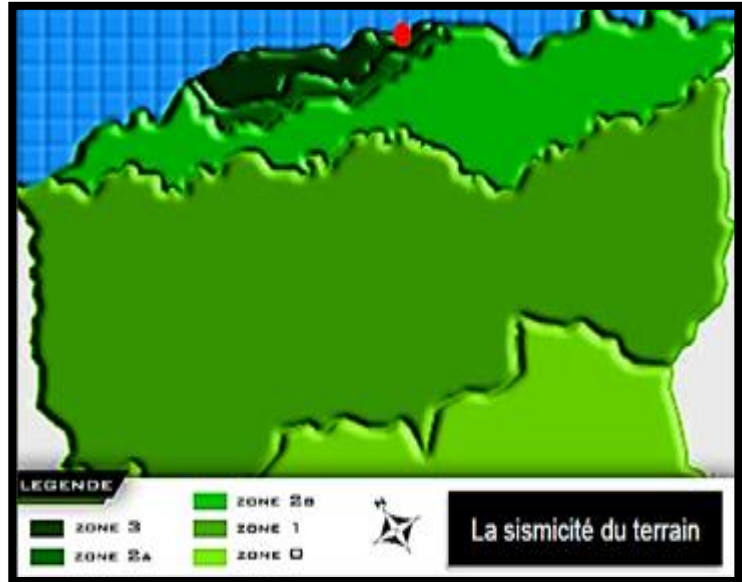 LEGENDE
ZONE 3
ZONE 2A
ZONE 2B
ZONE 1
ZONE 0
La sismicité du terrain